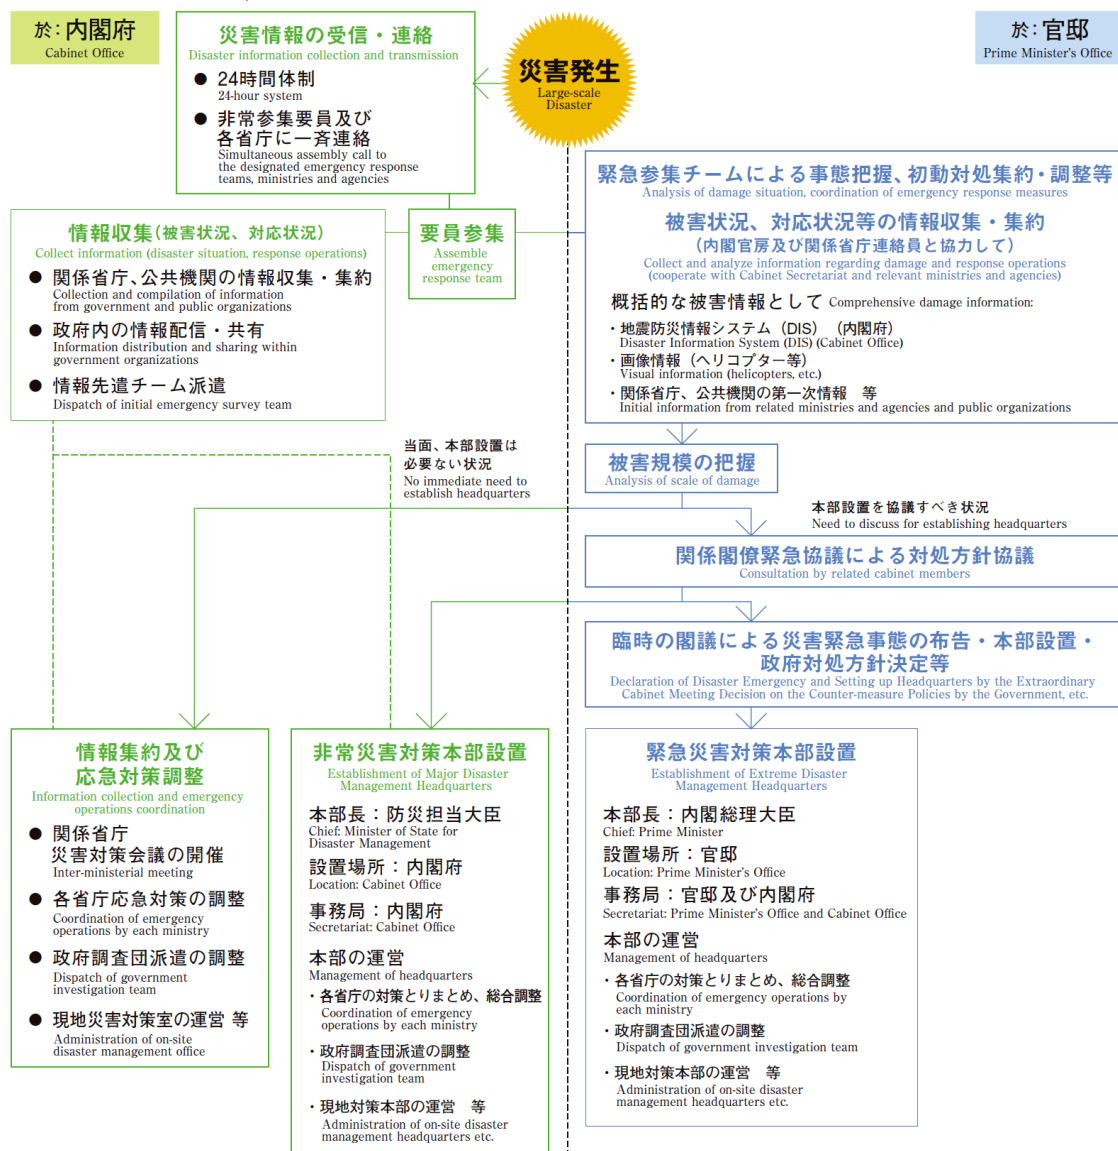 於：内閣府
Cabinet Office
災害情報の受信・連絡
Disaster information collection and transmission
● 24時間体制
24-hour system
● 非常参集要員及び
各省庁に一斉連絡
Simultaneous assembly call to
the designated emergency response
teams, ministries and agencies
災害発生
Large-scale
Disaster
於：官邸
Prime Minister's Office
情報収集（被害状況、対応状況）
Collect information (disaster situation, response operations)
● 関係省庁、公共機関の情報収集・集約
Collection and compilation of information
from government and public organizations
● 政府内の情報配信・共有
Information distribution and sharing within
government organizations
● 情報先遣チーム派遣
Dispatch of initial emergency survey team
要員参集
Assemble
emergency
response team
緊急参集チームによる事態把握、初動対処集約・調整等
Analysis of damage situation, coordination of emergency response measures
被害状況、対応状況等の情報収集・集約
（内閣官房及び関係省庁連絡員と協力して）
Collect and analyze information regarding damage and response operations
(cooperate with Cabinet Secretariat and relevant ministries and agencies)
概括的な被害情報として Comprehensive damage information:
・地震防災情報システム（DIS）（内閣府）
Disaster Information System (DIS) (Cabinet Office)
・画像情報（ヘリコプター等）
Visual information (helicopters, etc.)
・関係省庁、公共機関の第一次情報　等
Initial information from related ministries and agencies and public organizations
当面、本部設置は
必要ない状況
No immediate need to
establish headquarters
被害規模の把握
Analysis of scale of damage
本部設置を協議すべき状況
Need to discuss for establishing headquarters
関係閣僚緊急協議による対処方針協議
Consultation by related cabinet members
臨時の閣議による災害緊急事態の布告・本部設置・
政府対処方針決定等
Declaration of Disaster Emergency and Setting up Headquarters by the Extraordinary
Cabinet Meeting Decision on the Counter-measure Policies by the Government, etc.
情報集約及び
応急対策調整
Information collection and emergency
operations coordination
● 関係省庁
災害対策会議の開催
Inter-ministerial meeting
● 各省庁応急対策の調整
Coordination of emergency
operations by each ministry
● 政府調査団派遣の調整
Dispatch of government
investigation team
● 現地災害対策室の運営 等
Administration of on-site
disaster management office
非常災害対策本部設置
Establishment of Major Disaster
Management Headquarters
本部長：防災担当大臣
Chief: Minister of State for
Disaster Management
設置場所：内閣府
Location: Cabinet Office
事務局：内閣府
Secretariat: Cabinet Office
本部の運営
Management of headquarters
・各省庁の対策とりまとめ、総合調整
Coordination of emergency
operations by each ministry
・政府調査団派遣の調整
Dispatch of government
investigation team
・現地対策本部の運営　等
Administration of on-site disaster
management headquarters etc.
緊急災害対策本部設置
Establishment of Extreme Disaster
Management Headquarters
本部長：内閣総理大臣
Chief: Prime Minister
設置場所：官邸
Location: Prime Minister's Office
事務局：官邸及び内閣府
Secretariat: Prime Minister's Office and Cabinet Office
本部の運営
Management of headquarters
・各省庁の対策とりまとめ、総合調整
Coordination of emergency operations by
each ministry
・政府調査団派遣の調整
Dispatch of government investigation team
・現地対策本部の運営　等
Administration of on-site disaster
management headquarters etc.